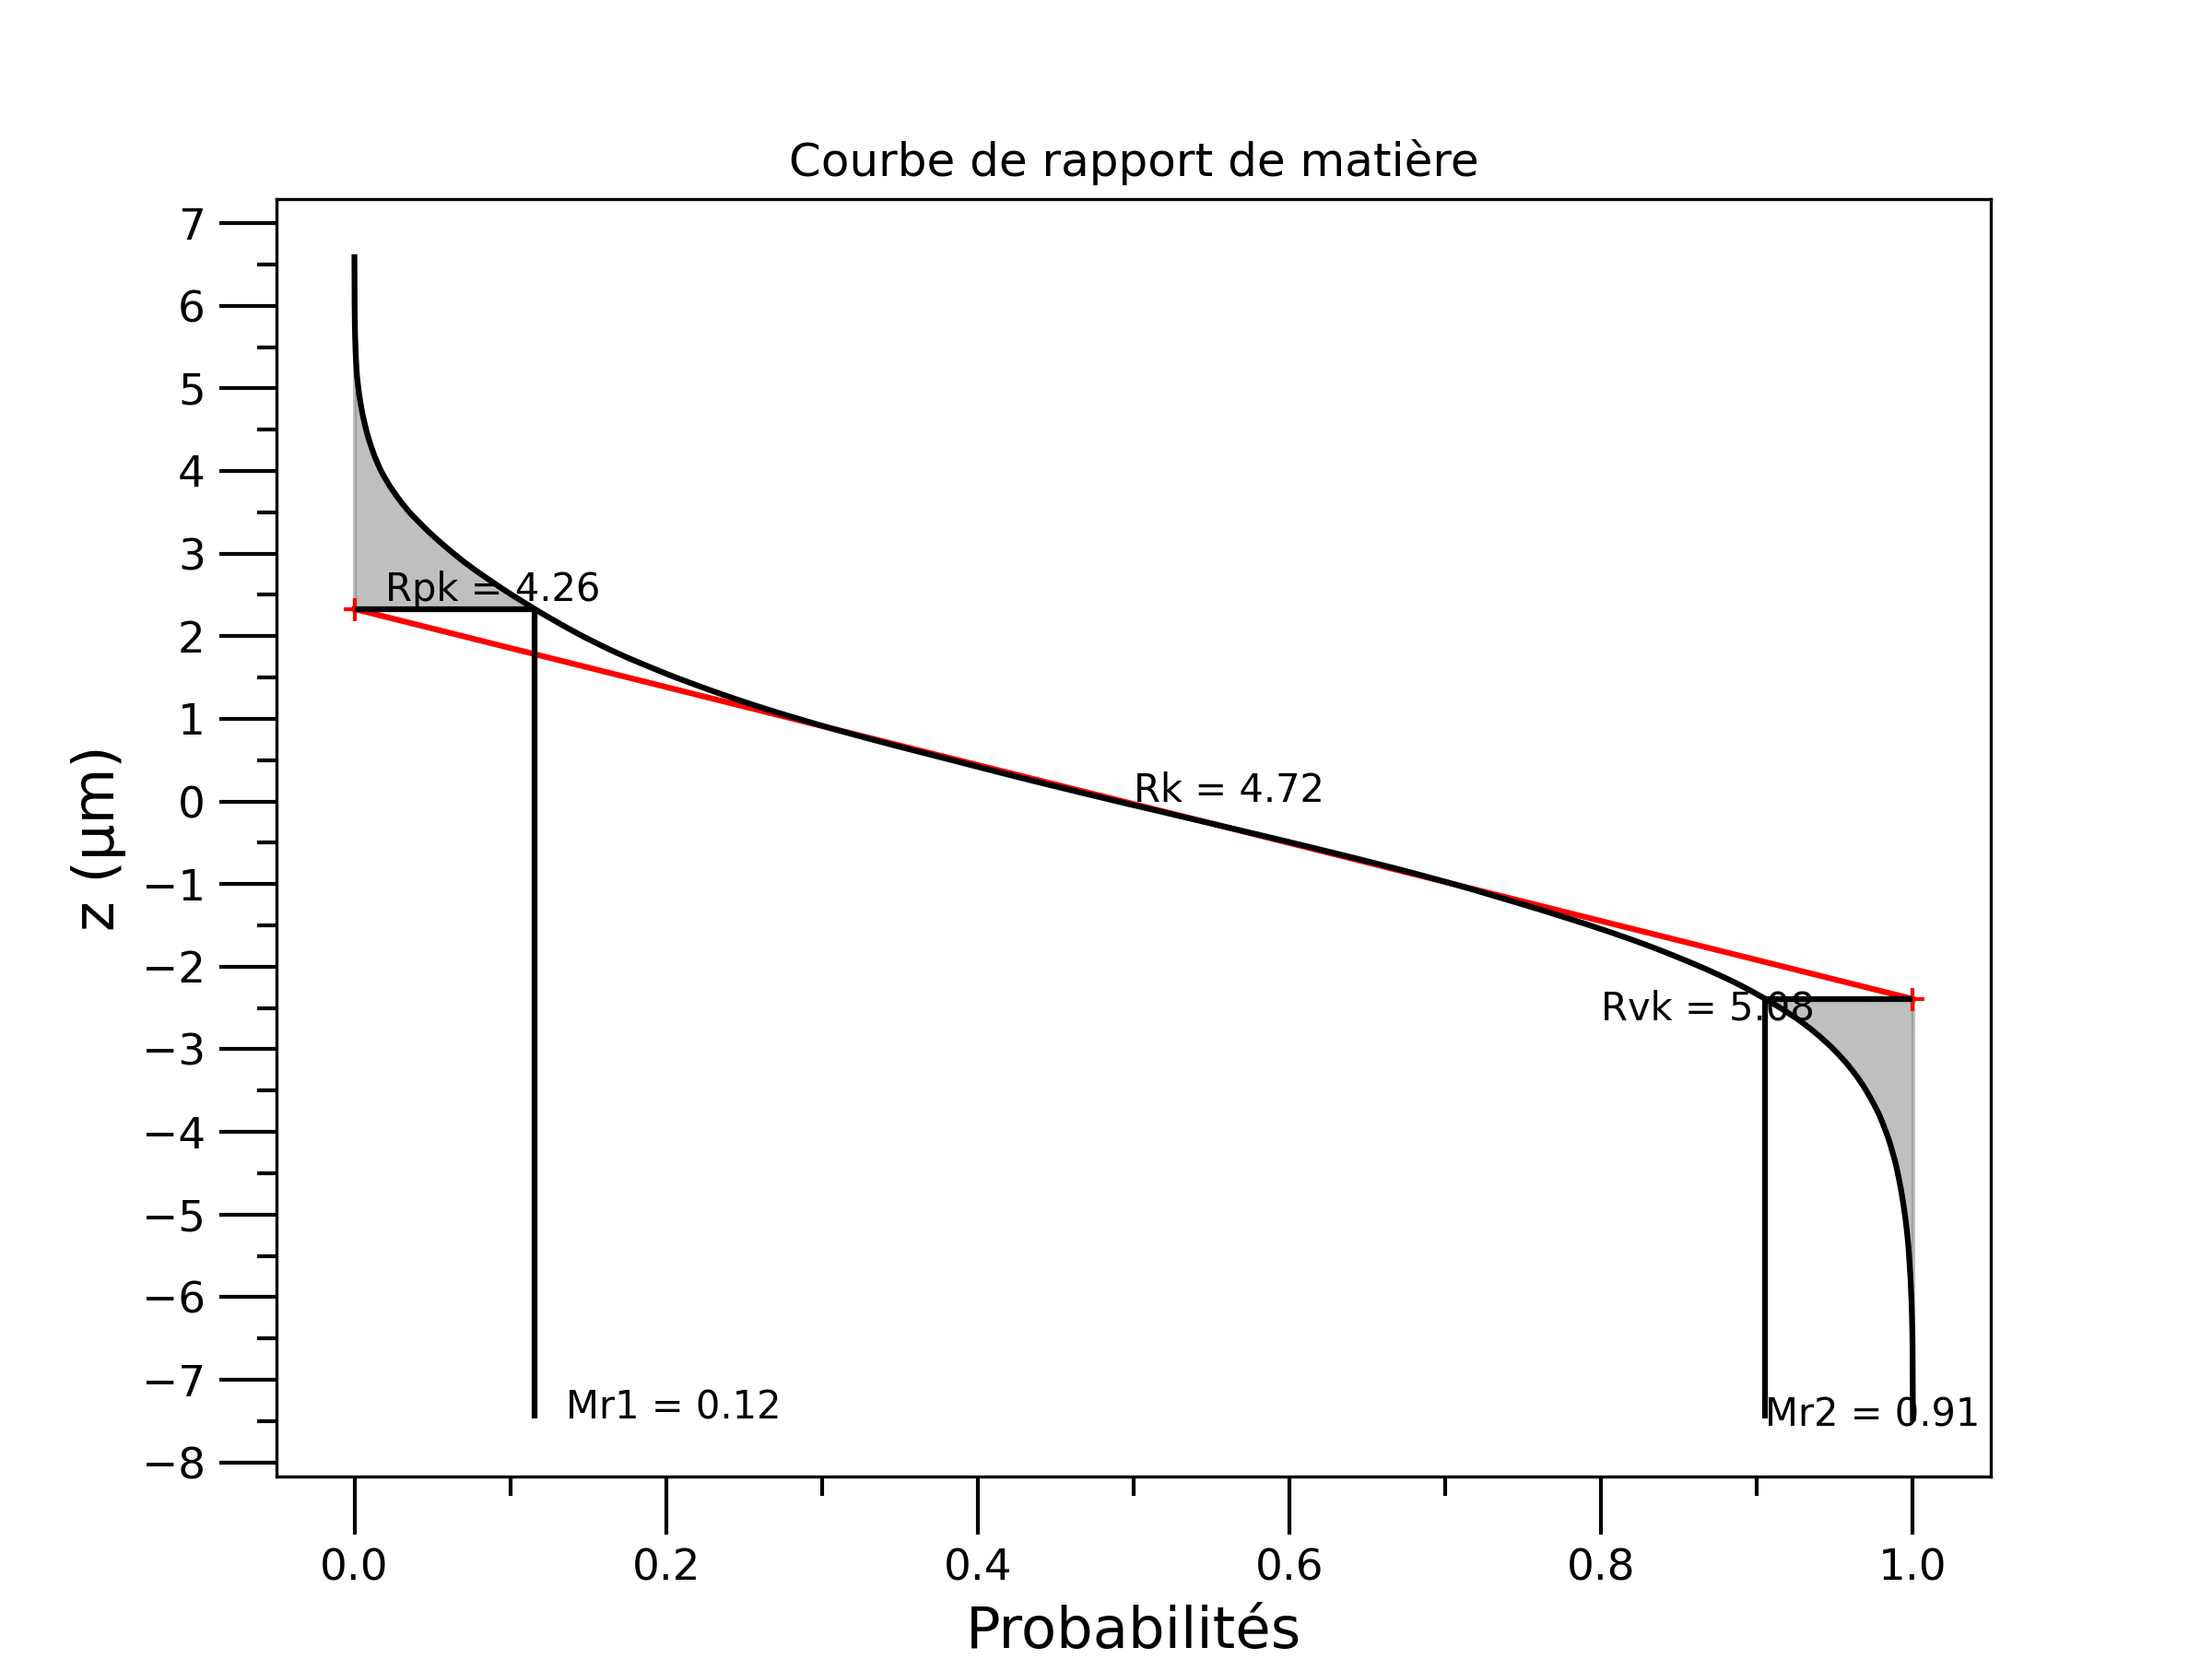 Courbe de rapport de matière
7
6
5
4
3
2
1
0
−1
−2
−3
−4
−5
−6
−7
−8
z (μm)
Rpk = 4.26
Rk = 4.72
Rvk = 5.08
Mr1 = 0.12
Mr2 = 0.91
0.0 0.2 0.4 0.6 0.8 1.0
Probabilités